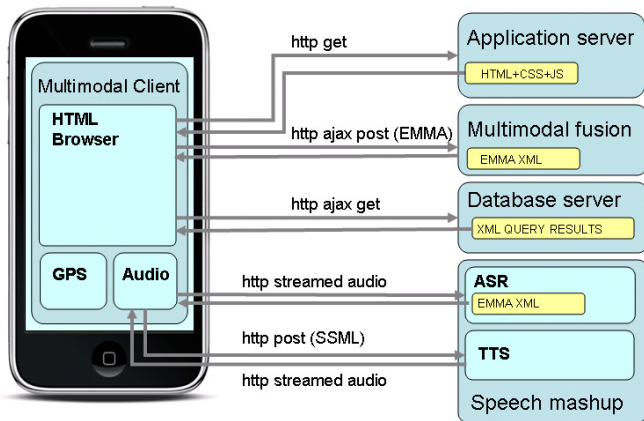 Multimodal Client
HTML
Browser
GPS
Audio
http get
http ajax post (EMMA)
http ajax get
http streamed audio
http post (SSML)
http streamed audio
Application server
HTML+CSS+JS
Multimodal fusion
EMMA XML
Database server
XML QUERY RESULTS
ASR
EMMA XML
TTS
Speech mashup